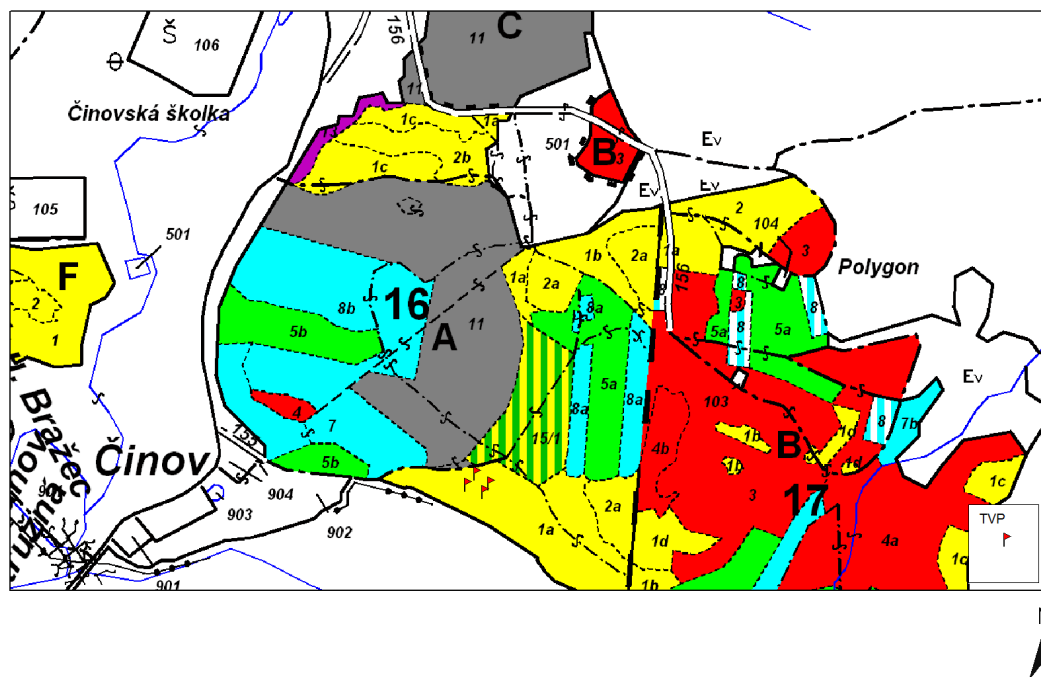 Š
106
156
C
11
11
Činovská školka
1c
1a
2b
1c
B
3
501
Ev
Ev
Ev
105
501
F
2
1
2
104
1a
3
Polygon
Ev
1b
2a
1a
156
8
8
3
8
8
5a
5a
1a
2a
8b
16
A
11
5b
8a
5a
8a
8a
15/1
4
7
5b
103
1b
1d
8
7b
4b
B
1b
1d
3
17
1c
4a
1c
1a
2a
1d
1b
155
Činov
904
903
902
901
Bražec
TVP